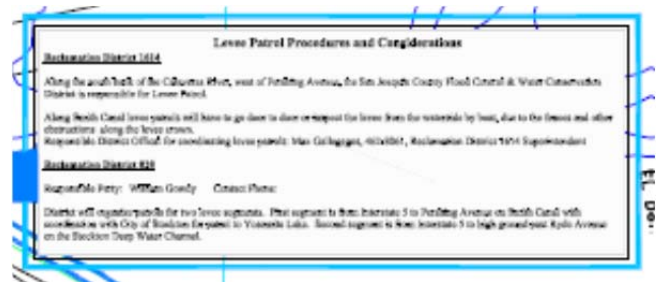 Levee Patrol Procedures and Considerations
Reclamation District 1614
Along the south bank of the Calaveras River, west of Pershing Avenue, the San Joaquin County Flood Control & Water Conservation
District is responsible for Levee Patrol.
Along Smith Canal levee patrols will have to go door to door or inspect the levee from the waterside by boat, due to the fences and other
obstructions along the levee crown.
Responsible District Official for coordinating levee patrols: Max Reclamation District 1614 Superintendent
Reclamation District 828
Responsible Party: William Contact Phone:
District will organize patrols for two levee segments. First segment is from Interstate 5 to Pershing Avenue on Smith Canal with
coordination with City of Stockton for patrol to Yosemite Lake. Second segment is from Interstate 5 to high ground past Ryde Avenue
on the Stockton Deep Water Channel.